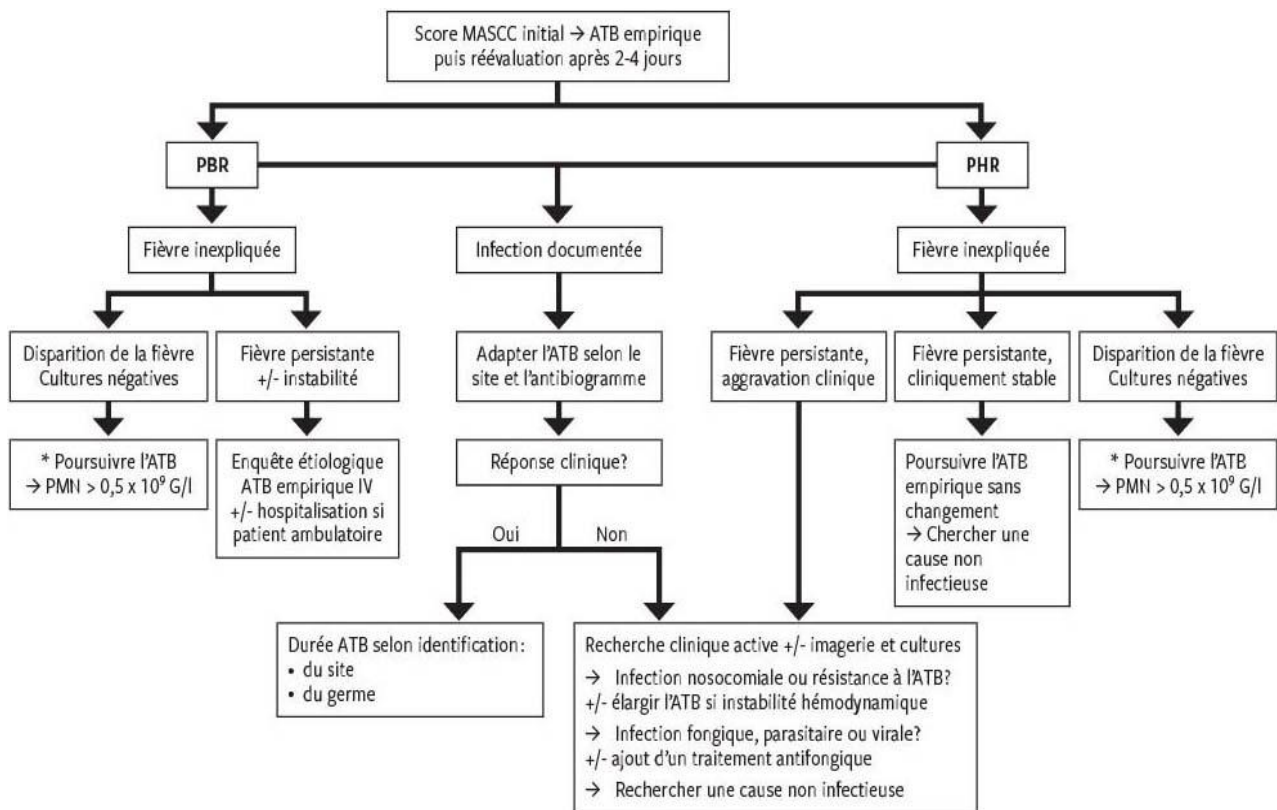 Score MASCC initial → ATB empirique
puis réévaluation après 2-4 jours
PBR
PHR
Fièvre inexpliquée
Infection documentée
Fièvre inexpliquée
Disparition de la fièvre
Cultures négatives
Fièvre persistante
+/- instabilité
Adapter l’ATB selon le
site et l’antibiogramme
Fièvre persistante,
aggravation clinique
Fièvre persistante,
cliniquement stable
Disparition de la fièvre
Cultures négatives
* Poursuivre l’ATB
→ PMN > 0,5 x 10⁹ G/l
Enquête étiologique
ATB empirique IV
+/- hospitalisation si
patient ambulatoire
Réponse clinique?
Poursuivre l’ATB
empirique sans
changement
→ Chercher une
cause non
infectieuse
* Poursuivre l’ATB
→ PMN > 0,5 x 10⁹ G/l
Oui
Non
Durée ATB selon identification:
• du site
• du germe
Recherche clinique active +/- imagerie et cultures
→ Infection nosocomiale ou résistance à l’ATB?
+/- élargir l’ATB si instabilité hémodynamique
→ Infection fongique, parasitaire ou virale?
+/- ajout d’un traitement antifongique
→ Rechercher une cause non infectieuse